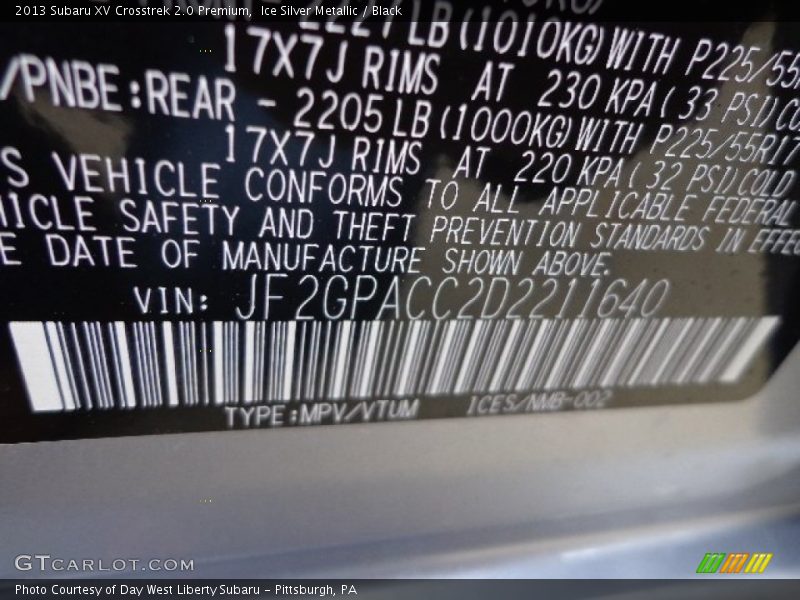 2013 Subaru XV Crosstrek 2.0 Premium, Ice Silver Metallic / Black
LB (1010KG) WITH P225/55R
17X7J RIMS AT 230 KPA ( 33 PSI) CO
/PNBE:REAR - 2205 LB (1000KG) WITH P225/55R17
17X7J RIMS AT 220 KPA ( 32 PSI) COLD
S VEHICLE CONFORMS TO ALL APPLICABLE FEDERAL
HICLE SAFETY AND THEFT PREVENTION STANDARDS IN EFFE
E DATE OF MANUFACTURE SHOWN ABOVE.
VIN: JF2GPACC2D2211640
TYPE:MPV/VTUM ICES/NMB-002
GTCARLOT.COM
Photo Courtesy of Day West Liberty Subaru - Pittsburgh, PA